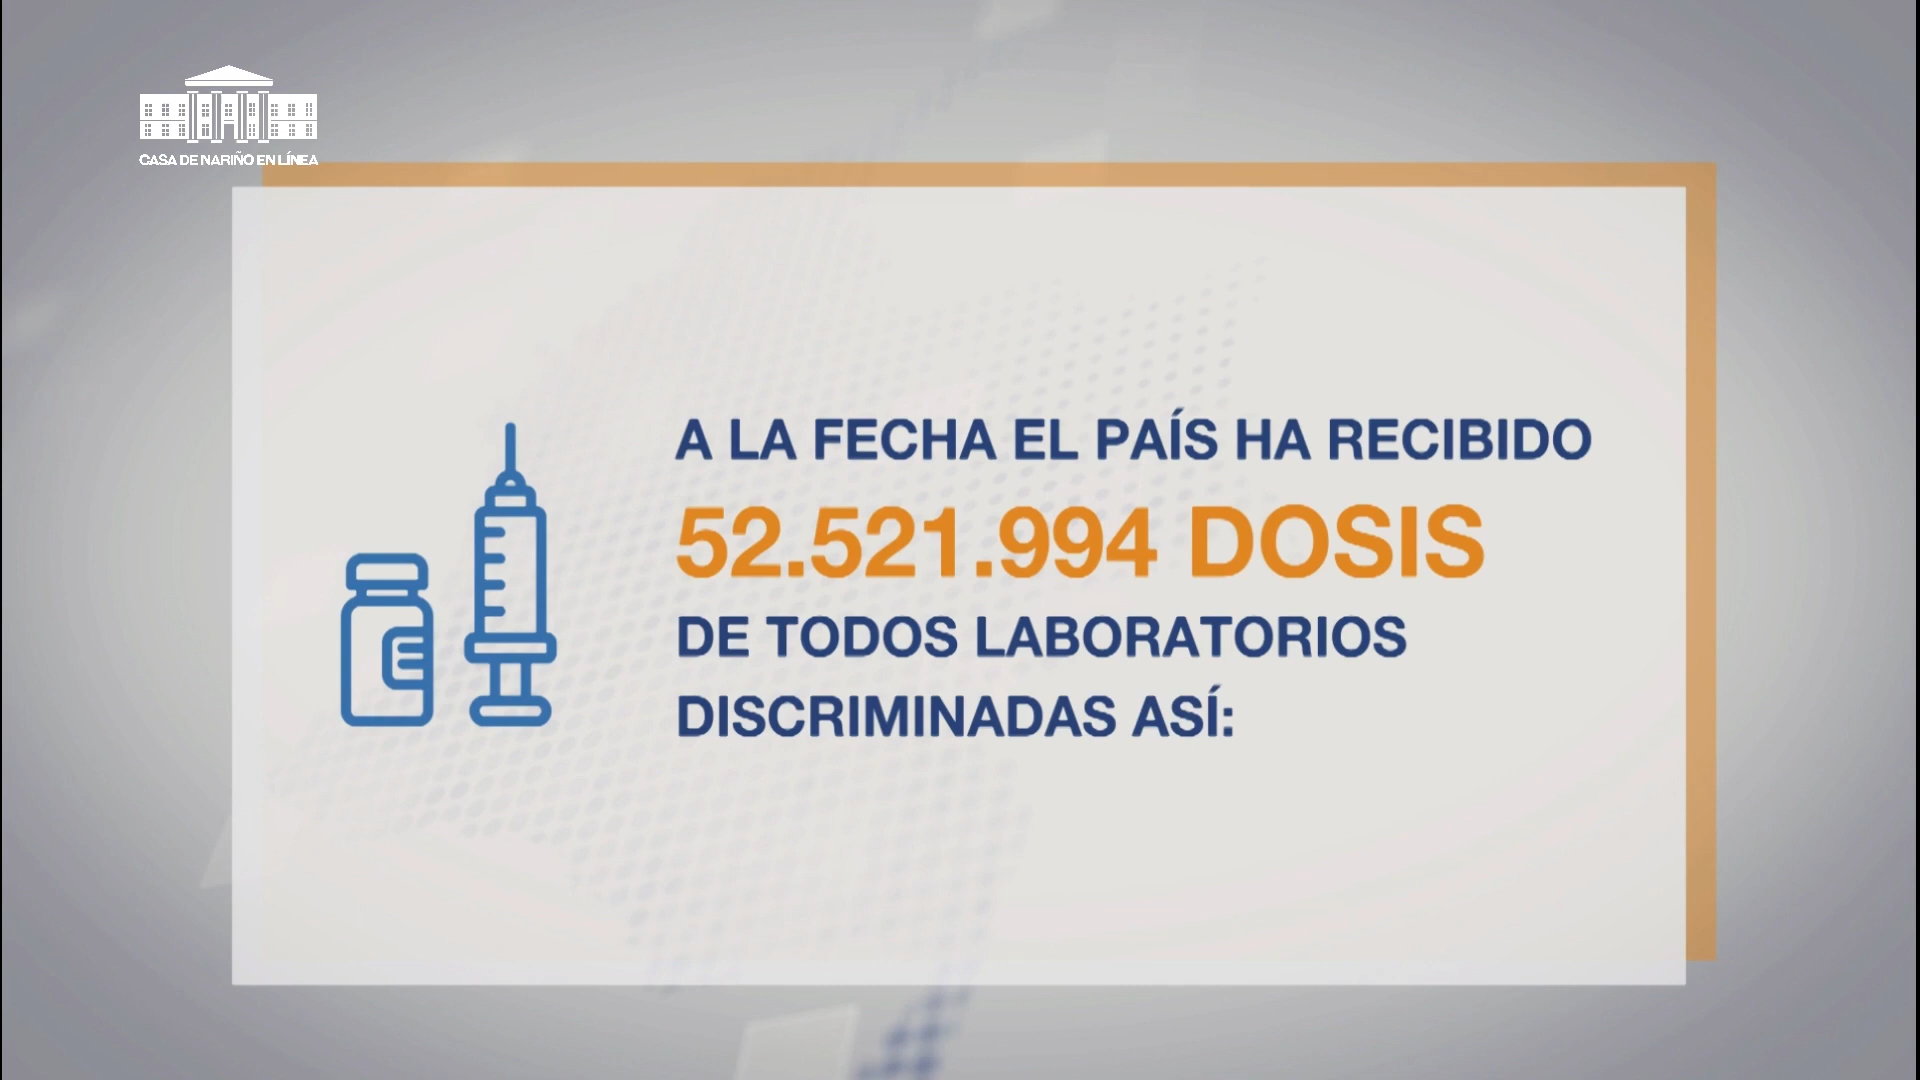 CASA DE NARIÑO EN LÍNEA
A LA FECHA EL PAÍS HA RECIBIDO
52.521.994 DOSIS
DE TODOS LABORATORIOS
DISCRIMINADAS ASÍ: